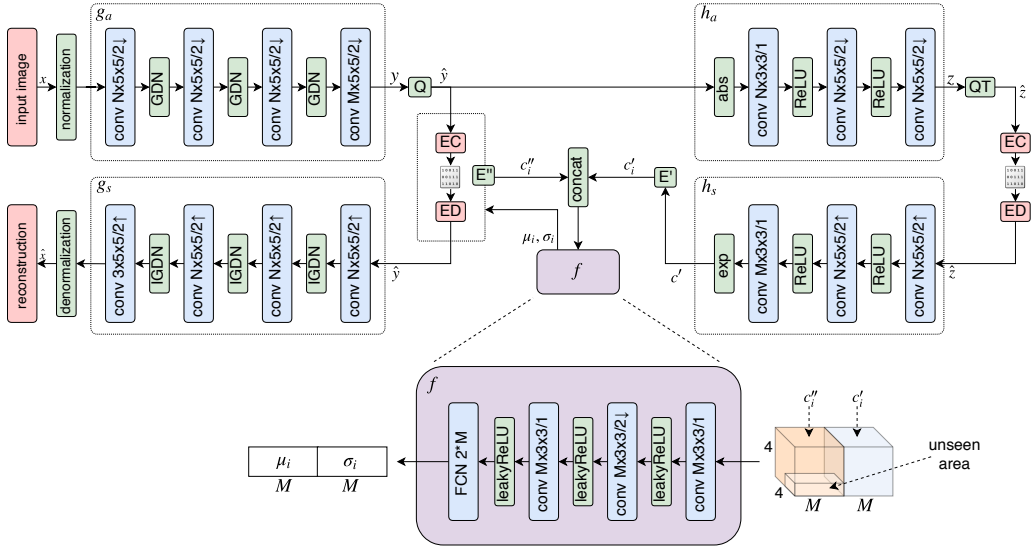 g_a
input image
x
normalization
conv Nx5x5/2↓
GDN
conv Nx5x5/2↓
GDN
conv Nx5x5/2↓
GDN
conv Mx5x5/2↓
y
Q
ŷ
h_a
abs
conv Nx3x3/1
ReLU
conv Nx5x5/2↓
ReLU
conv Nx5x5/2↓
z
QT
ẑ
EC
E"
c_i''
concat
c_i'
E'
EC
ED
μ_i, σ_i
ED
g_s
reconstruction
x̂
denormalization
conv 3x5x5/2↑
IGDN
conv Nx5x5/2↑
IGDN
conv Nx5x5/2↑
IGDN
conv Nx5x5/2↑
ŷ
f
c'
h_s
exp
conv Mx3x3/1
ReLU
conv Nx5x5/2↑
ReLU
conv Nx5x5/2↑
ẑ
f
FCN 2*M
leakyReLU
conv Mx3x3/1
leakyReLU
conv Mx3x3/2↓
leakyReLU
conv Mx3x3/1
μ_i σ_i
M M
c_i'' c_i'
4
4
M M
unseen
area